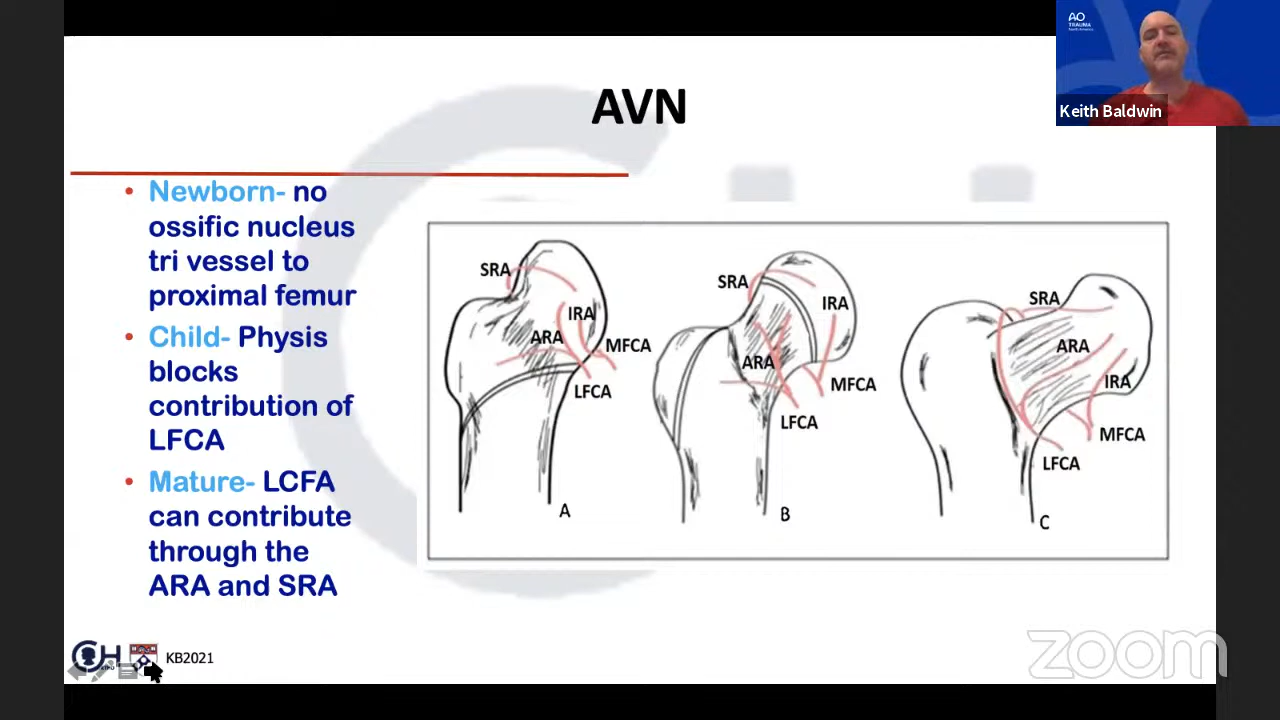 AVN
AO
TRAUMA
North America
Keith Baldwin
• Newborn- no
ossific nucleus
tri vessel to
proximal femur
• Child- Physis
blocks
contribution of
LFCA
• Mature- LCFA
can contribute
through the
ARA and SRA
SRA
IRA
ARA
MFCA
LFCA
A
SRA
IRA
ARA
MFCA
LFCA
B
SRA
ARA
IRA
MFCA
LFCA
C
KB2021
zoom